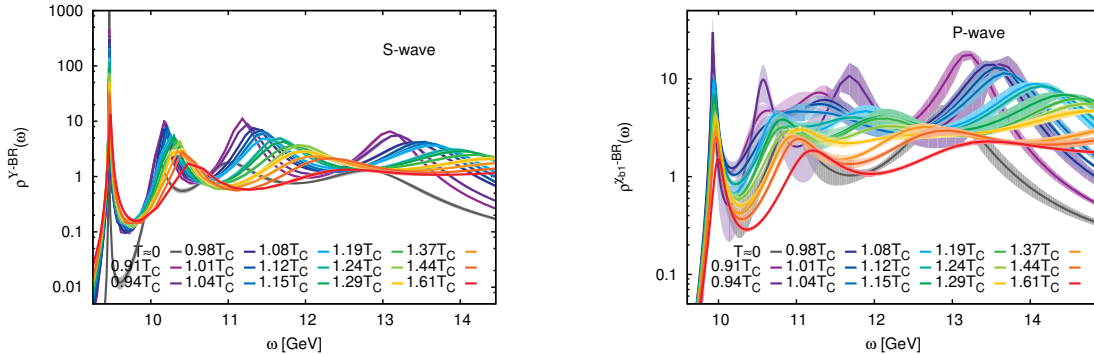 1000
100
10
1
0.1
0.01
ρ^Υ-BR(ω)
S-wave
T≈0 0.98T_C 1.08T_C 1.19T_C 1.37T_C
0.91T_C 1.01T_C 1.12T_C 1.24T_C 1.44T_C
0.94T_C 1.04T_C 1.15T_C 1.29T_C 1.61T_C
10 11 12 13 14
ω [GeV]
10
1
0.1
ρ^χ_b1-BR(ω)
P-wave
T≈0 0.98T_C 1.08T_C 1.19T_C 1.37T_C
0.91T_C 1.01T_C 1.12T_C 1.24T_C 1.44T_C
0.94T_C 1.04T_C 1.15T_C 1.29T_C 1.61T_C
10 11 12 13 14
ω [GeV]